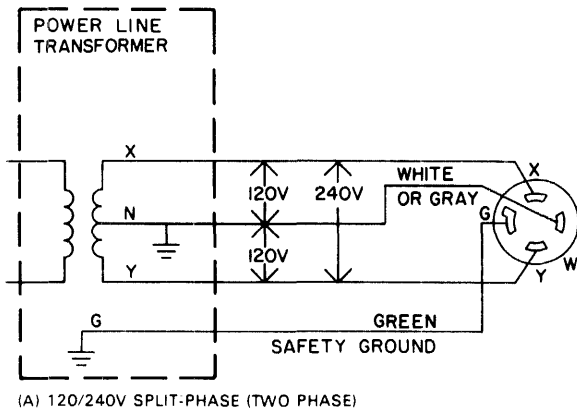 POWER LINE
TRANSFORMER
X
N
Y
G
120V
120V
240V
WHITE
OR GRAY
X
G
Y
W
GREEN
SAFETY GROUND
(A) 120/240V SPLIT-PHASE (TWO PHASE)